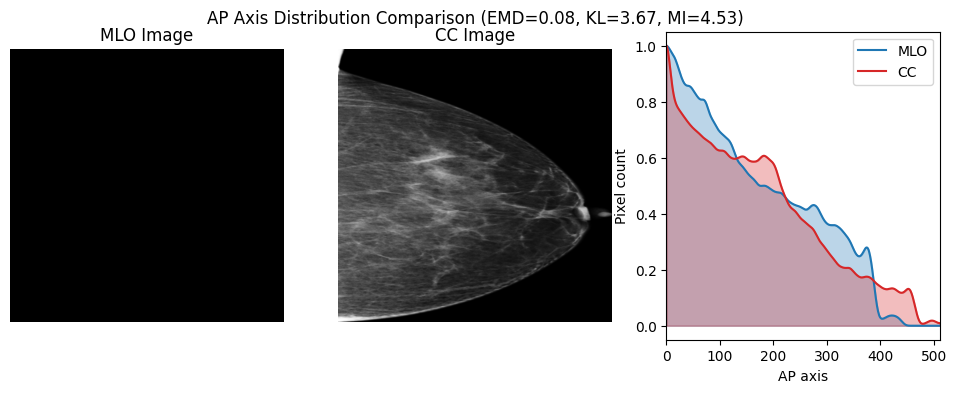 AP Axis Distribution Comparison (EMD=0.08, KL=3.67, MI=4.53)
MLO Image
CC Image
MLO
CC
Pixel count
1.0
0.8
0.6
0.4
0.2
0.0
0 100 200 300 400 500
AP axis